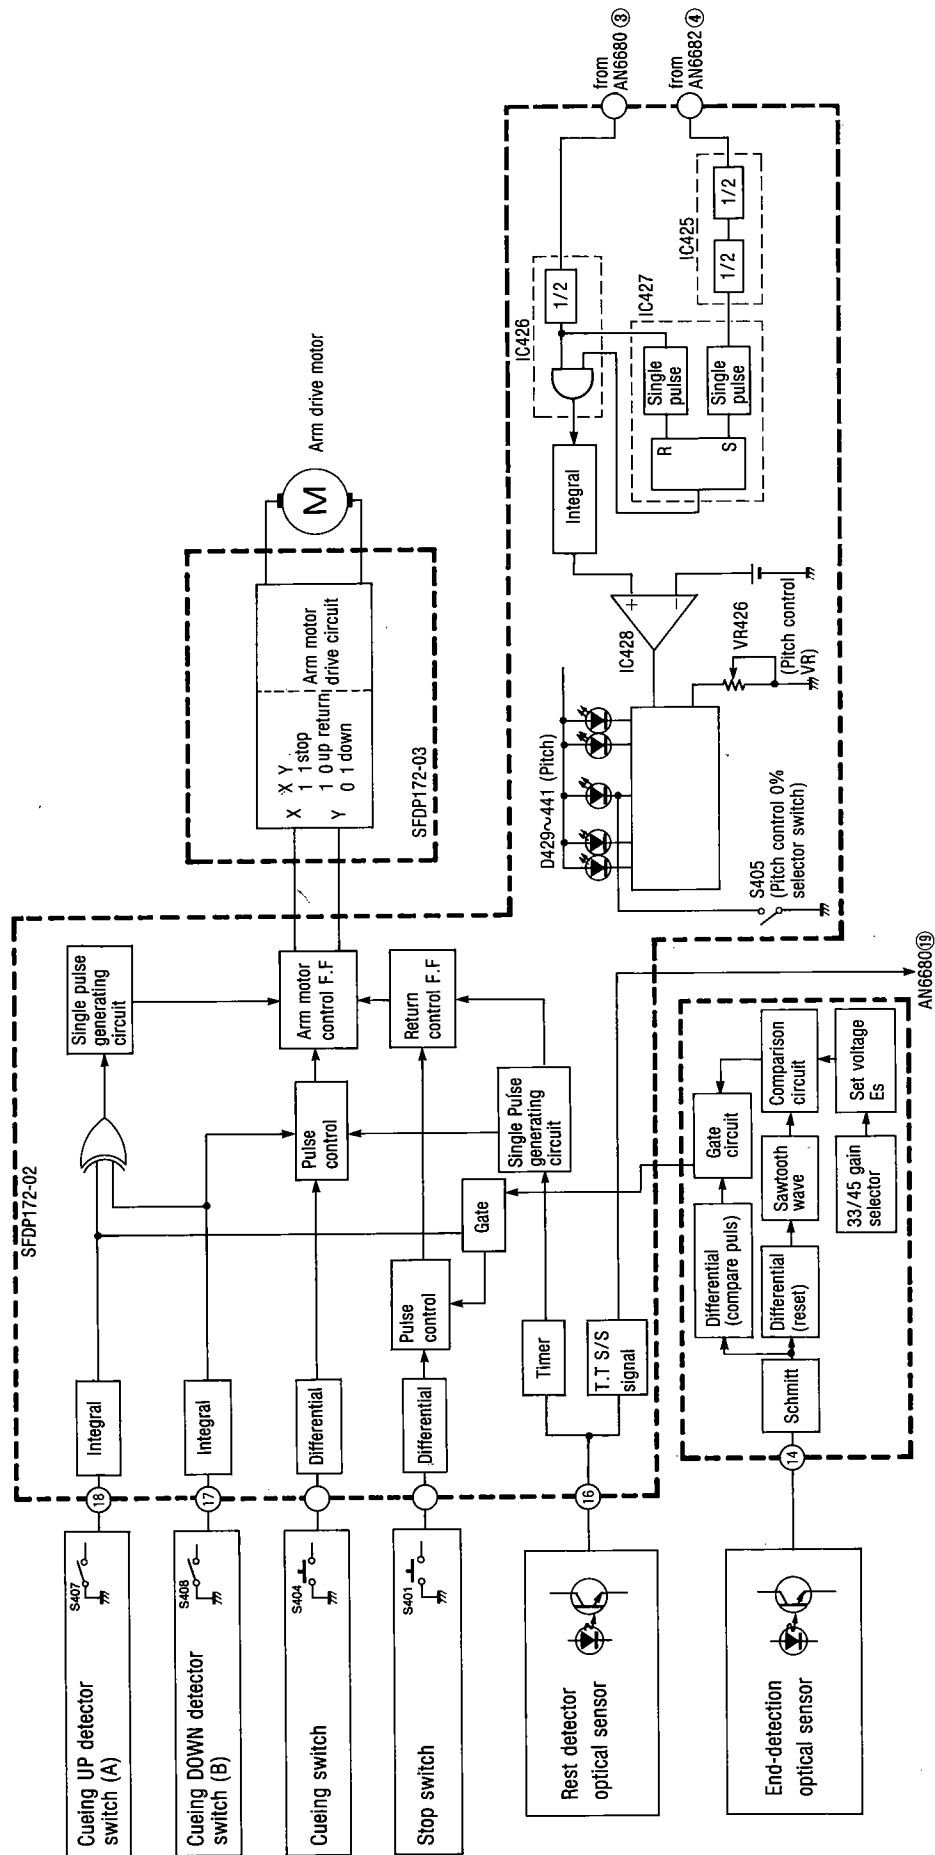 Cueing UP detector
switch (A)
S407
18
Integral
Cueing DOWN detector
switch (B)
S408
17
Integral
Cueing switch
S404
Differential
Stop switch
S401
Differential
Rest detector
optical sensor
16
Timer
T.T S/S
signal
End-detection
optical sensor
14
Schmitt
Differential
(compare puls)
Differential
(reset)
Gate
circuit
Sawtooth
wave
33/45 gain
selector
Comparison
circuit
Set voltage
Es
AN6680⑲
SFDP172-02
Single pulse
generating
circuit
Pulse
control
Arm motor
control F.F
Pulse
control
Gate
Return
control F.F
Single Pulse
generating
circuit
SFDP172-03
X
Y
X Y
1 1 stop
1 0 up return
0 1 down
Arm motor
drive circuit
M
Arm drive motor
D429~441 (Pitch)
S405
(Pitch control 0%
selector switch)
IC428
+
−
VR426
(Pitch control
VR)
Integral
IC426
1/2
IC427
R
S
Single
pulse
Single
pulse
IC425
1/2
1/2
from
AN6680③
from
AN6682④